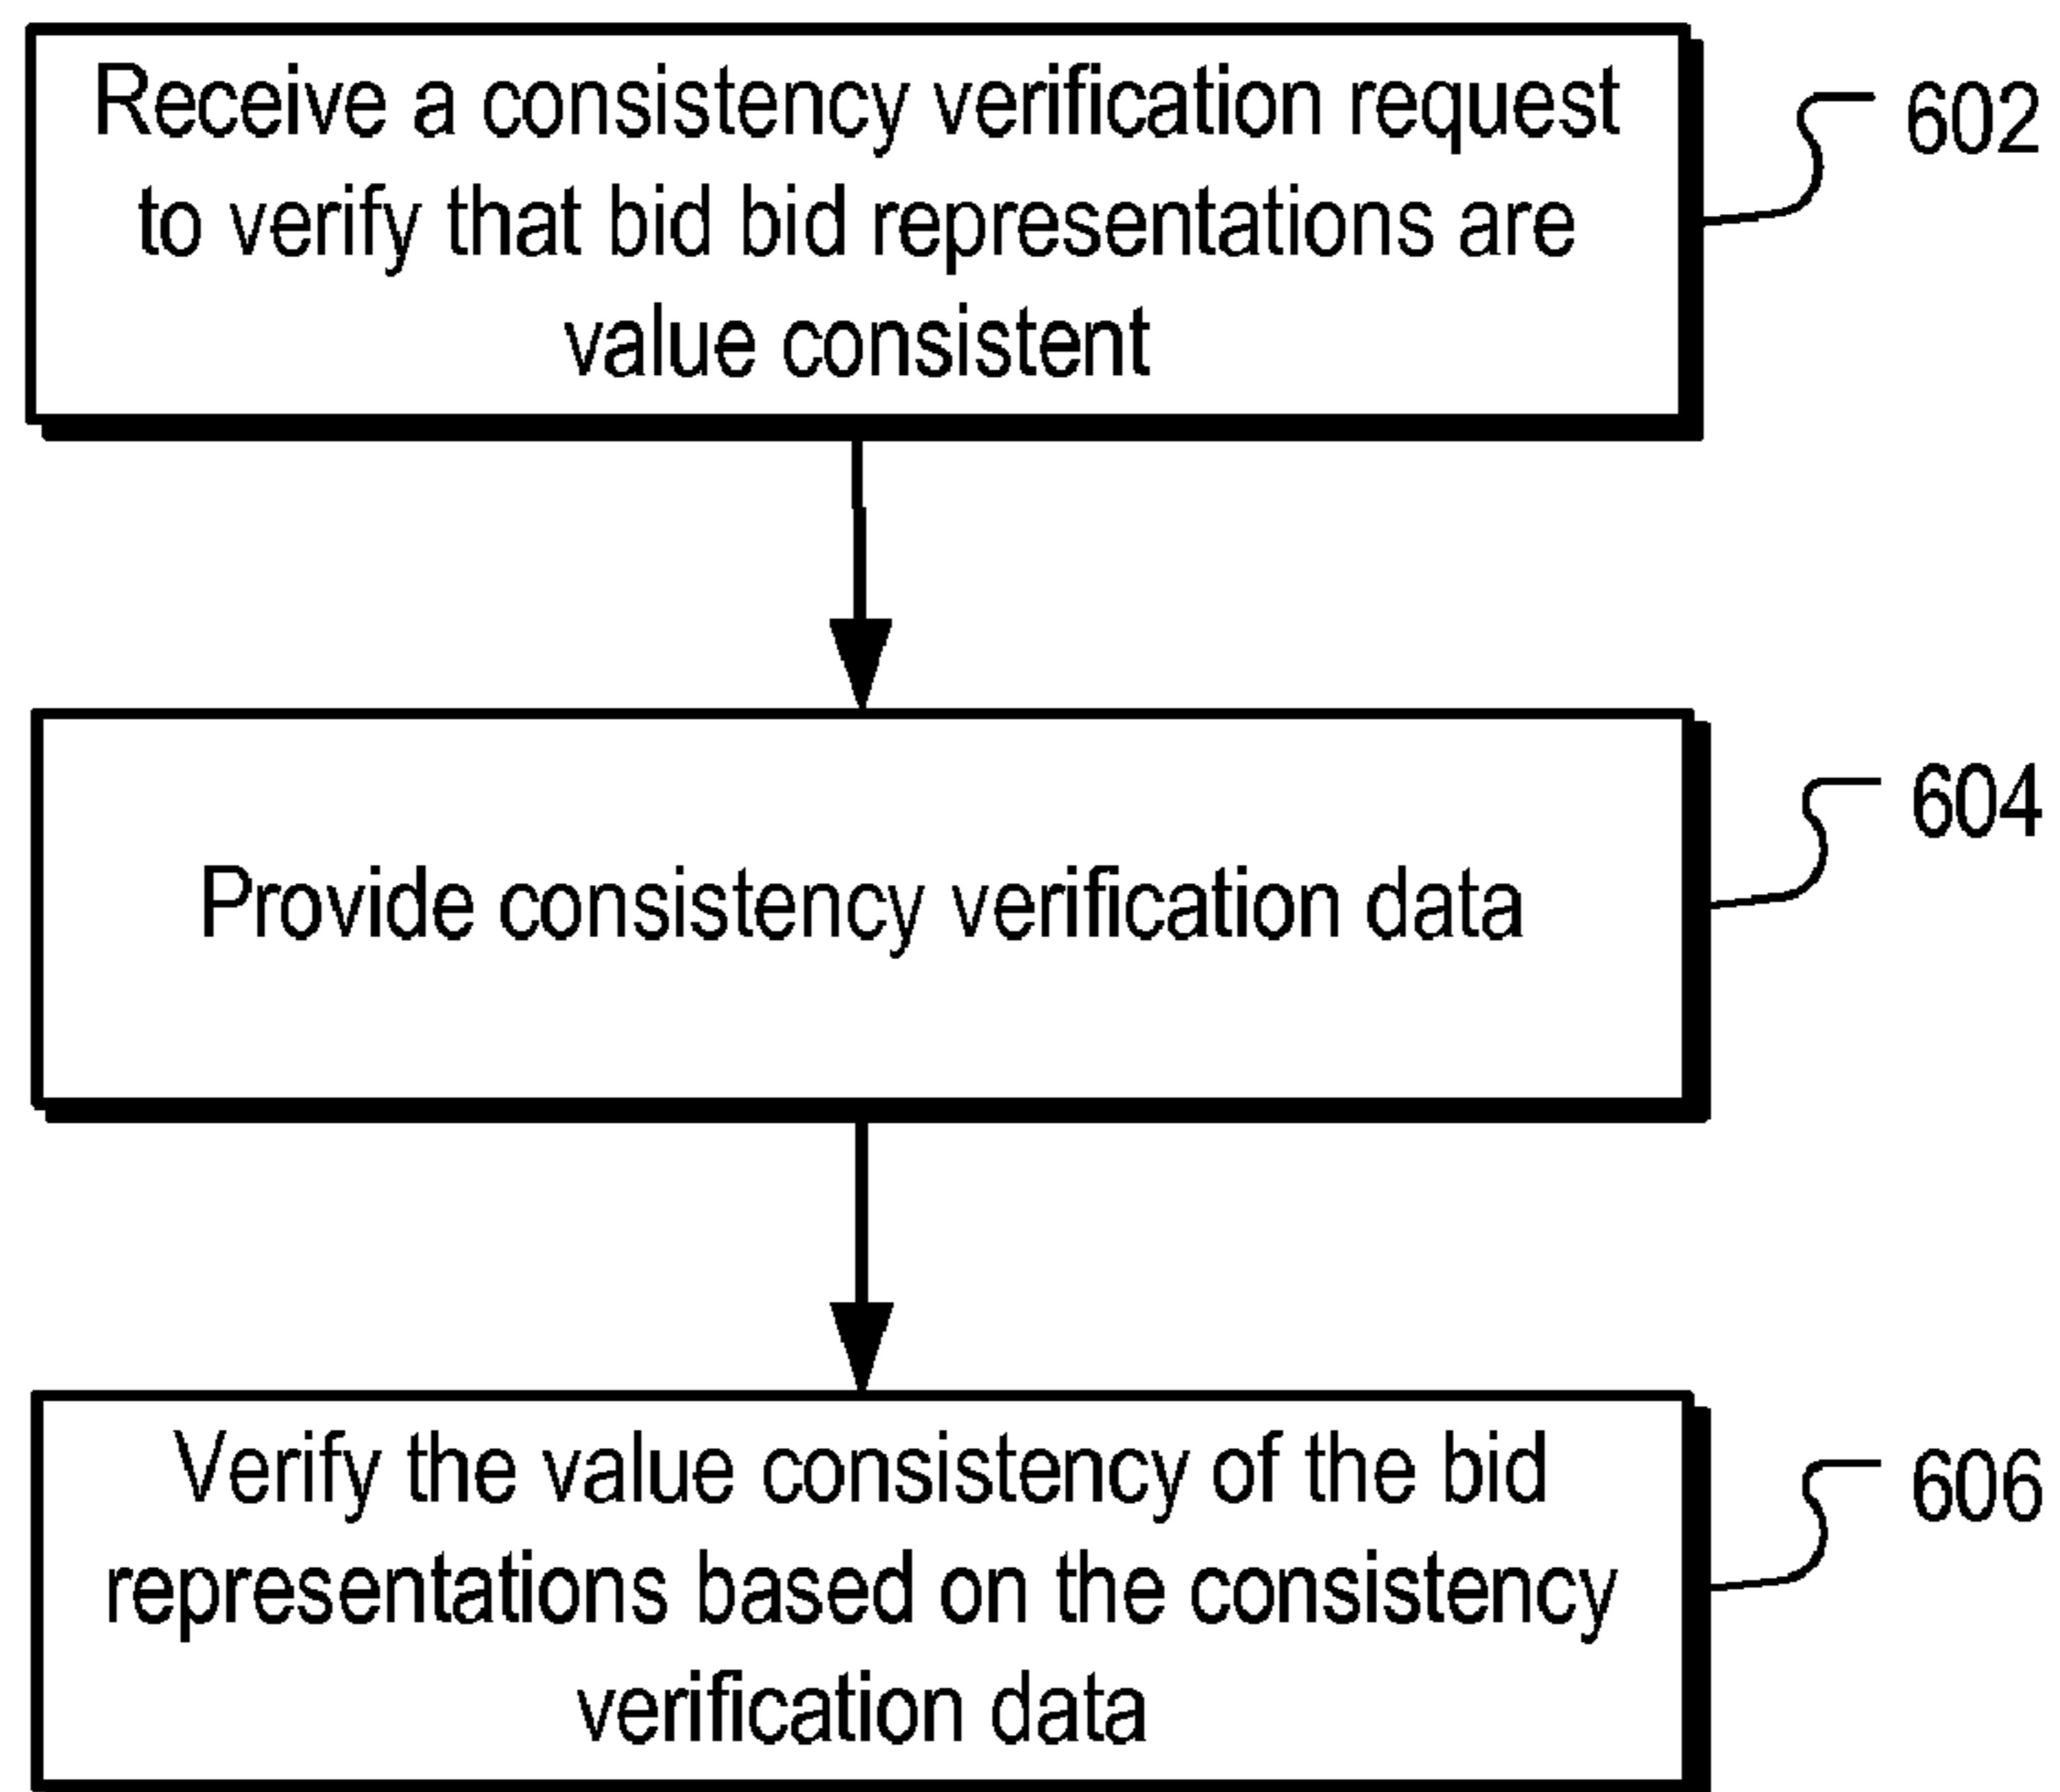 Receive a consistency verification request
to verify that bid bid representations are
value consistent
602
Provide consistency verification data
604
Verify the value consistency of the bid
representations based on the consistency
verification data
606